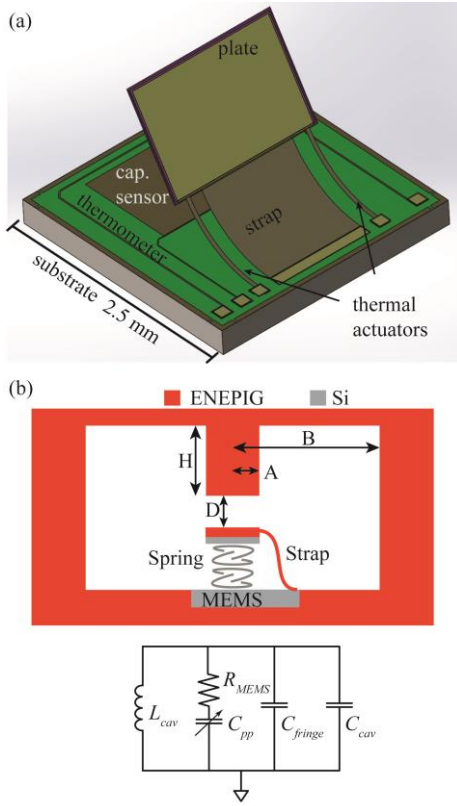 (a)
plate
cap.
sensor
thermometer
strap
substrate 2.5 mm
thermal
actuators
(b)
ENEPIG Si
B
H
A
D
Spring
Strap
MEMS
R_MEMS
L_cav
C_pp
C_fringe
C_cav